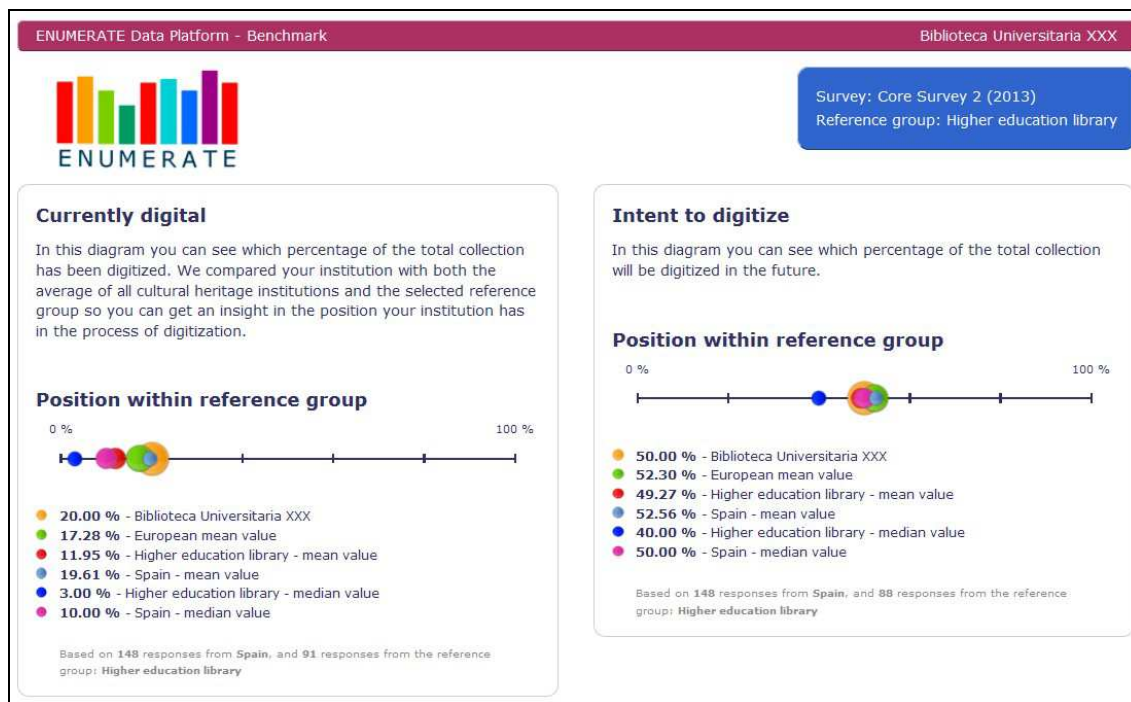 ENUMERATE Data Platform - Benchmark
Biblioteca Universitaria XXX
ENUMERATE
Survey: Core Survey 2 (2013)
Reference group: Higher education library
Currently digital
In this diagram you can see which percentage of the total collection
has been digitized. We compared your institution with both the
average of all cultural heritage institutions and the selected reference
group so you can get an insight in the position your institution has
in the process of digitization.
Position within reference group
0 %
100 %
20.00 % - Biblioteca Universitaria XXX
17.28 % - European mean value
11.95 % - Higher education library - mean value
19.61 % - Spain - mean value
3.00 % - Higher education library - median value
10.00 % - Spain - median value
Based on 148 responses from Spain, and 91 responses from the reference
group: Higher education library
Intent to digitize
In this diagram you can see which percentage of the total collection
will be digitized in the future.
Position within reference group
0 %
100 %
50.00 % - Biblioteca Universitaria XXX
52.30 % - European mean value
49.27 % - Higher education library - mean value
52.56 % - Spain - mean value
40.00 % - Higher education library - median value
50.00 % - Spain - median value
Based on 148 responses from Spain, and 88 responses from the reference
group: Higher education library